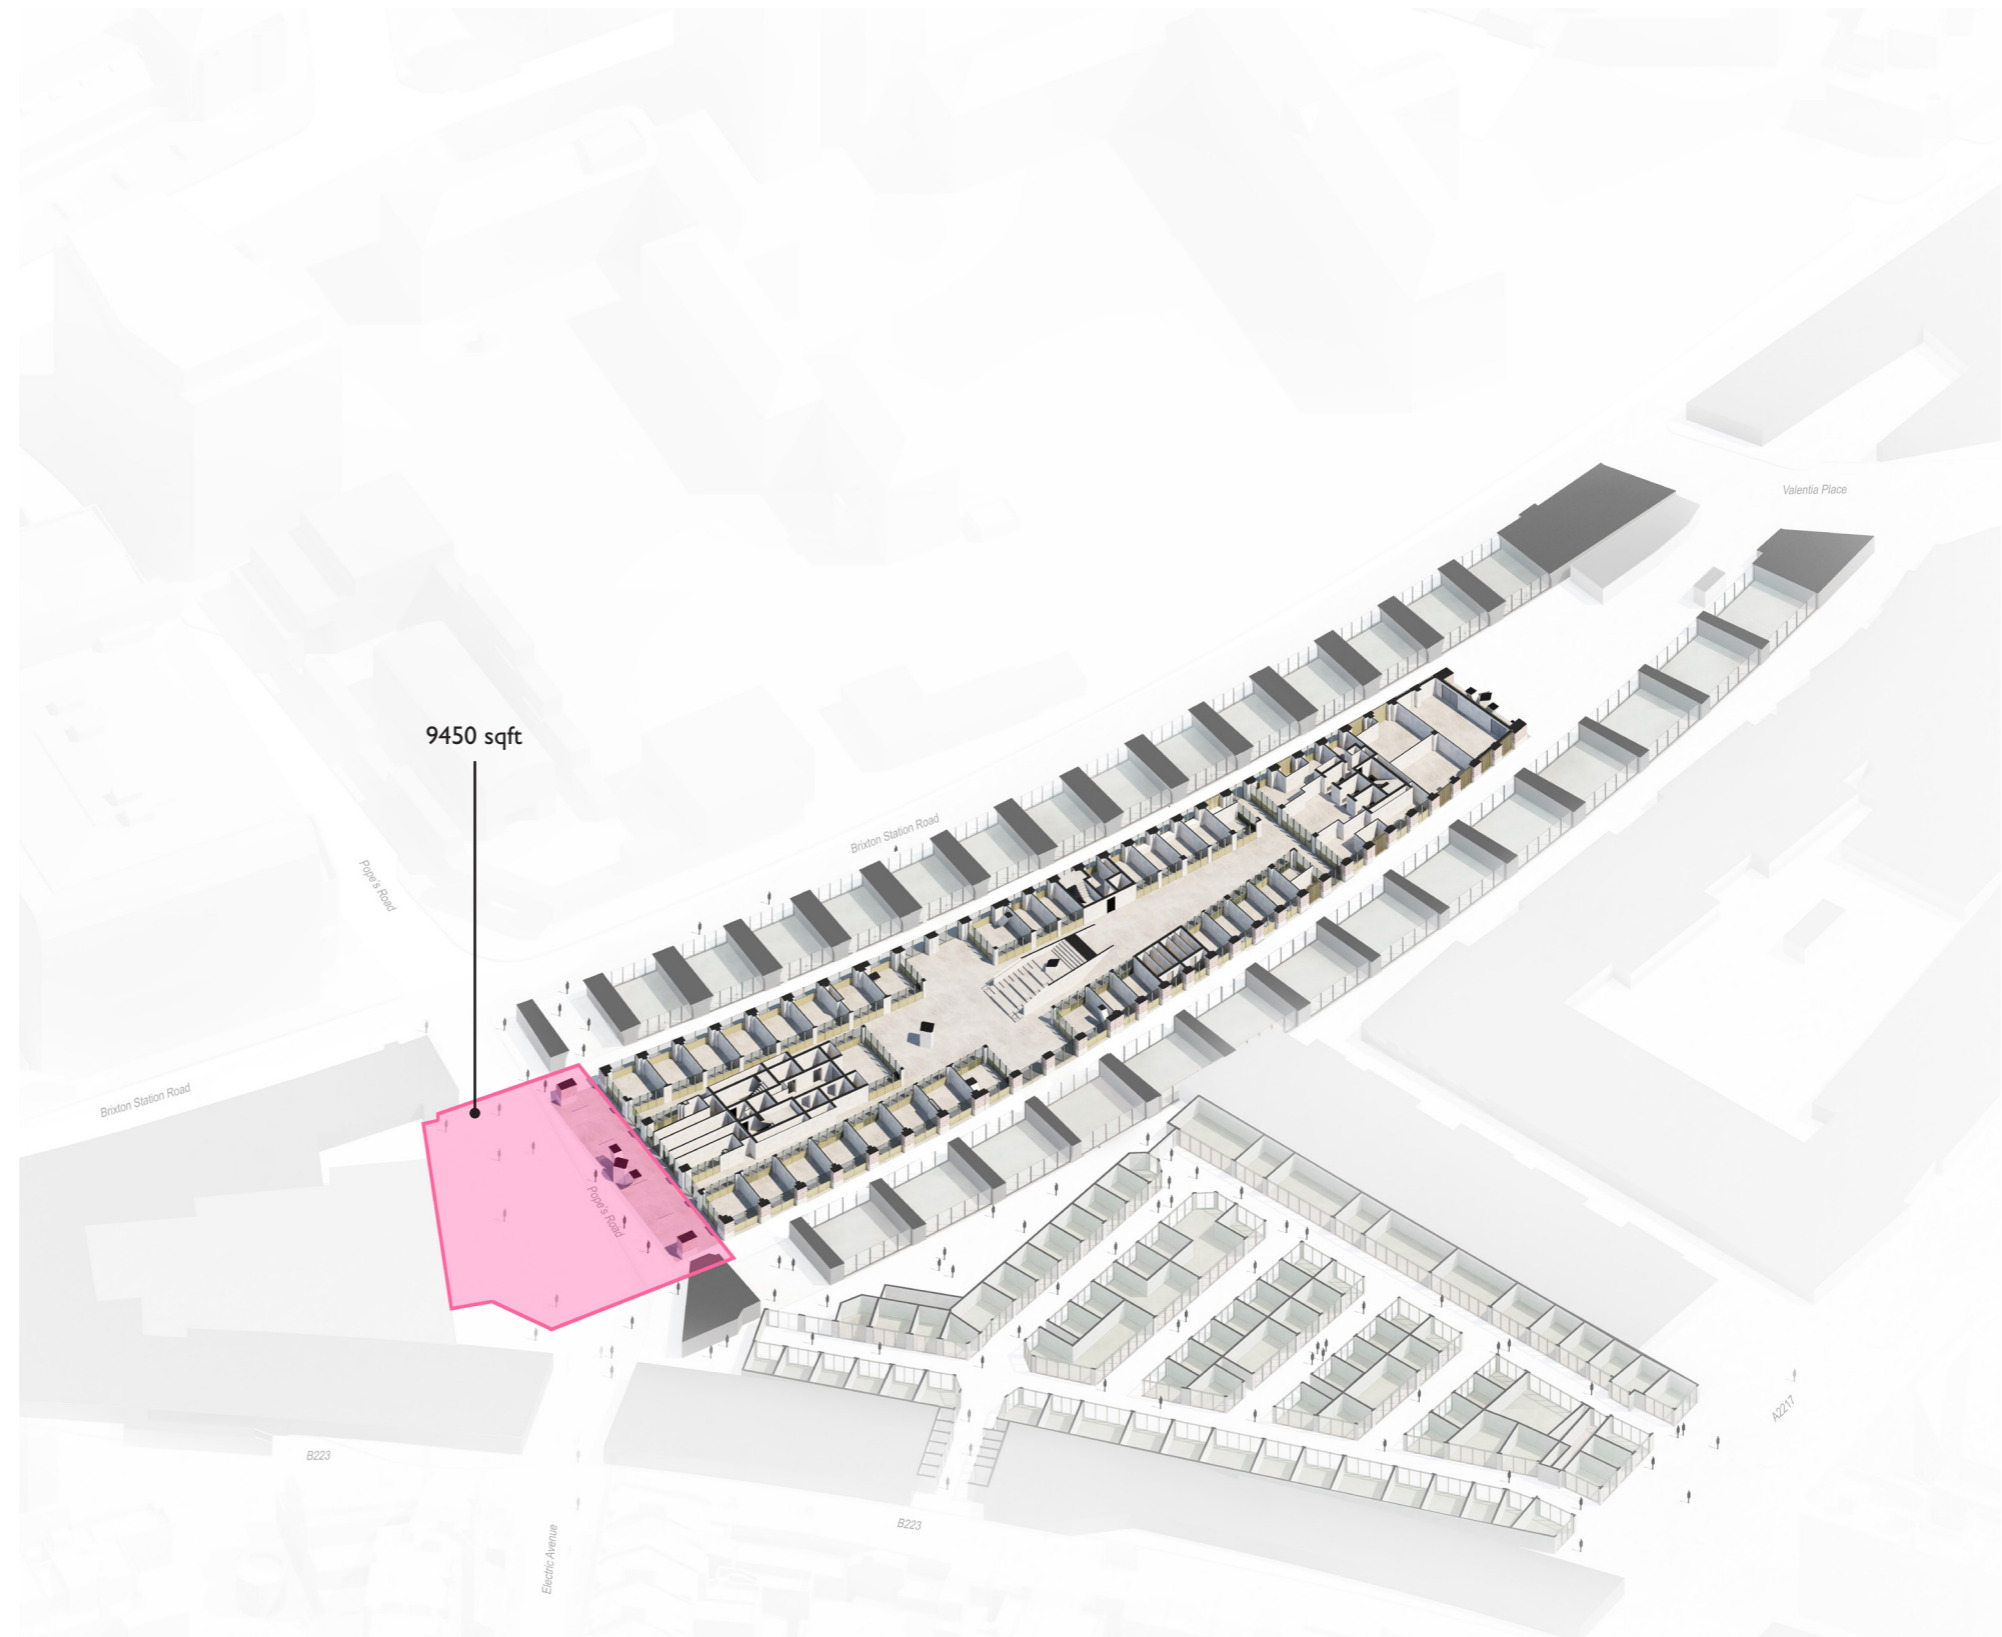 Valentia Place
9450 sqft
Brixton Station Road
Pope's Road
Brixton Station Road
Pope's Road
A2217
B223
B223
Electric Avenue